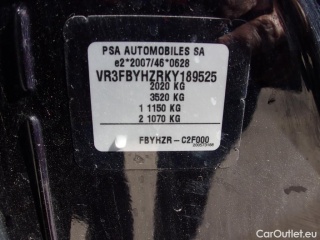 PSA AUTOMOBILES SA
e2*2007/46*0628
VR3FBYHZRKY189525
2020 KG
3520 KG
1 1150 KG
2 1070 KG
FBYHZR-C2F000
CarOutlet.eu